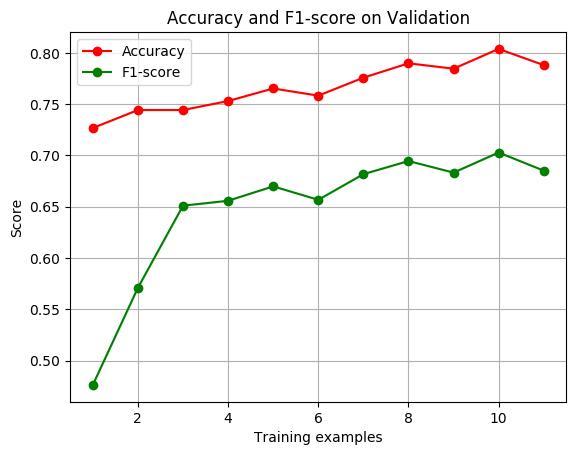 Accuracy and F1-score on Validation
Accuracy
F1-score
0.80
0.75
0.70
0.65
0.60
0.55
0.50
Score
2 4 6 8 10
Training examples